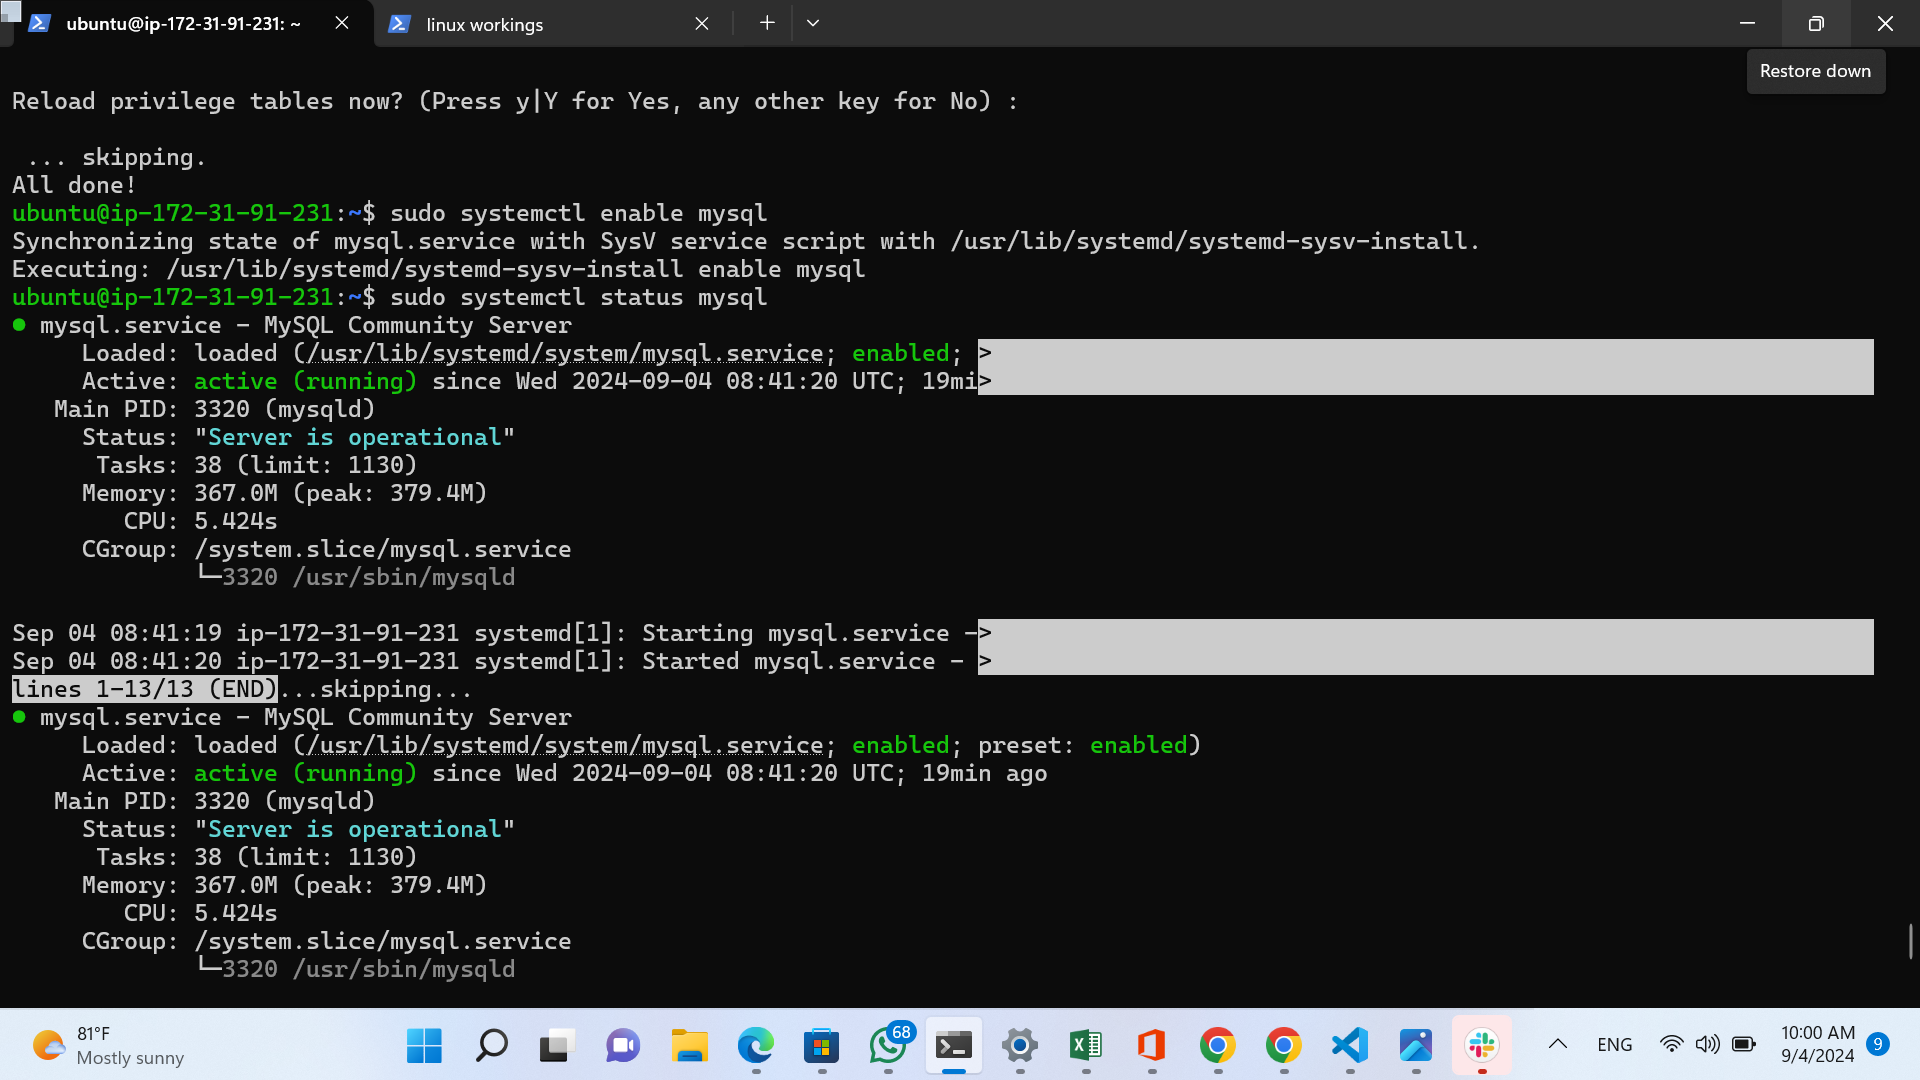 ubuntu@ip-172-31-91-231: ~
linux workings
Restore down
Reload privilege tables now? (Press y|Y for Yes, any other key for No) :
... skipping.
All done!
ubuntu@ip-172-31-91-231:~$ sudo systemctl enable mysql
Synchronizing state of mysql.service with SysV service script with /usr/lib/systemd/systemd-sysv-install.
Executing: /usr/lib/systemd/systemd-sysv-install enable mysql
ubuntu@ip-172-31-91-231:~$ sudo systemctl status mysql
● mysql.service - MySQL Community Server
Loaded: loaded (/usr/lib/systemd/system/mysql.service; enabled; >
Active: active (running) since Wed 2024-09-04 08:41:20 UTC; 19mi>
Main PID: 3320 (mysqld)
Status: "Server is operational"
Tasks: 38 (limit: 1130)
Memory: 367.0M (peak: 379.4M)
CPU: 5.424s
CGroup: /system.slice/mysql.service
└─3320 /usr/sbin/mysqld
Sep 04 08:41:19 ip-172-31-91-231 systemd[1]: Starting mysql.service ->
Sep 04 08:41:20 ip-172-31-91-231 systemd[1]: Started mysql.service - >
lines 1-13/13 (END)...skipping...
● mysql.service - MySQL Community Server
Loaded: loaded (/usr/lib/systemd/system/mysql.service; enabled; preset: enabled)
Active: active (running) since Wed 2024-09-04 08:41:20 UTC; 19min ago
Main PID: 3320 (mysqld)
Status: "Server is operational"
Tasks: 38 (limit: 1130)
Memory: 367.0M (peak: 379.4M)
CPU: 5.424s
CGroup: /system.slice/mysql.service
└─3320 /usr/sbin/mysqld
81°F
Mostly sunny
68
ENG
10:00 AM
9/4/2024
9